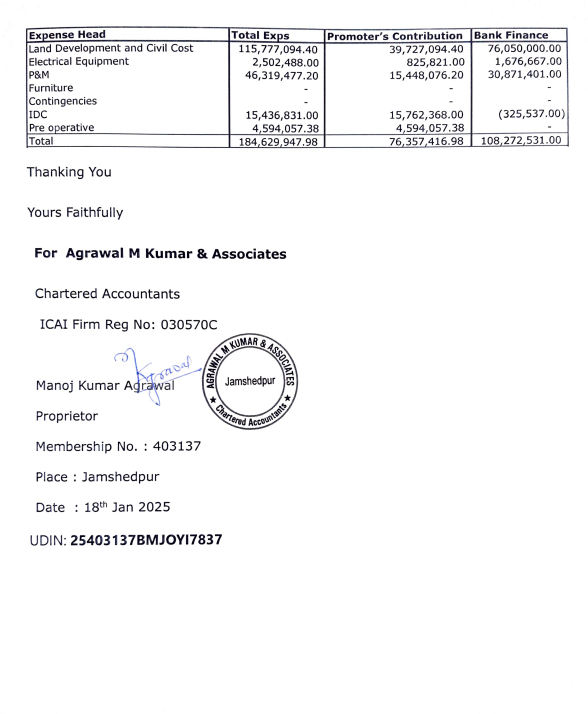 Expense Head Total Exps Promoter's Contribution Bank Finance
Land Development and Civil Cost 115,777,094.40 39,727,094.40 76,050,000.00
Electrical Equipment 2,502,488.00 825,821.00 1,676,667.00
P&M 46,319,477.20 15,448,076.20 30,871,401.00
Furniture - - -
Contingencies - - -
IDC 15,436,831.00 15,762,368.00 (325,537.00)
Pre operative 4,594,057.38 4,594,057.38 -
Total 184,629,947.98 76,357,416.98 108,272,531.00
Thanking You
Yours Faithfully
For Agrawal M Kumar & Associates
Chartered Accountants
ICAI Firm Reg No: 030570C
AGRAWAL M KUMAR & ASSOCIATES
Jamshedpur
★ Chartered Accountants ★
Manoj Kumar Agrawal
Proprietor
Membership No. : 403137
Place : Jamshedpur
Date : 18th Jan 2025
UDIN: 25403137BMJOYI7837